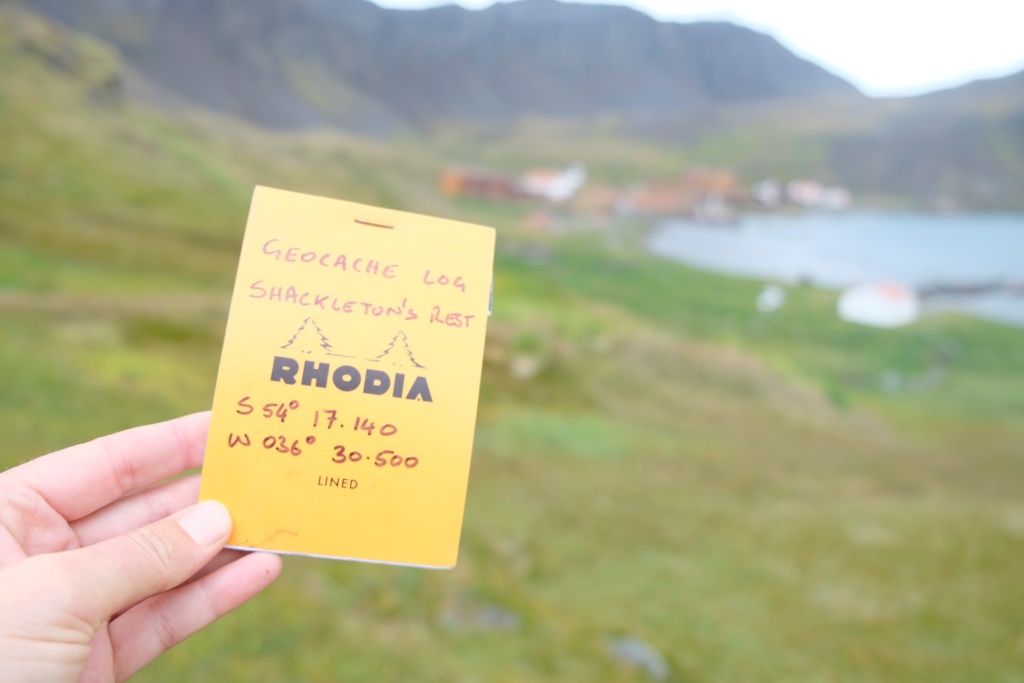 GEOCACHE LOG
SHACKLETON'S REST
RHODIA
S 54° 17.140
W 036° 30.500
LINED